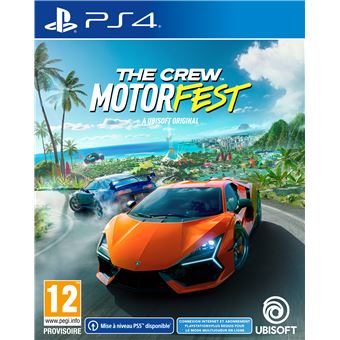 PS4
THE CREW
MOTORFEST
A UBISOFT ORIGINAL
12
www.pegi.info
PROVISOIRE
Mise à niveau PS5™ disponible
CONNEXION INTERNET ET ABONNEMENT
PLAYSTATION®PLUS REQUIS POUR
LE MODE MULTIJOUEUR EN LIGNE
UBISOFT